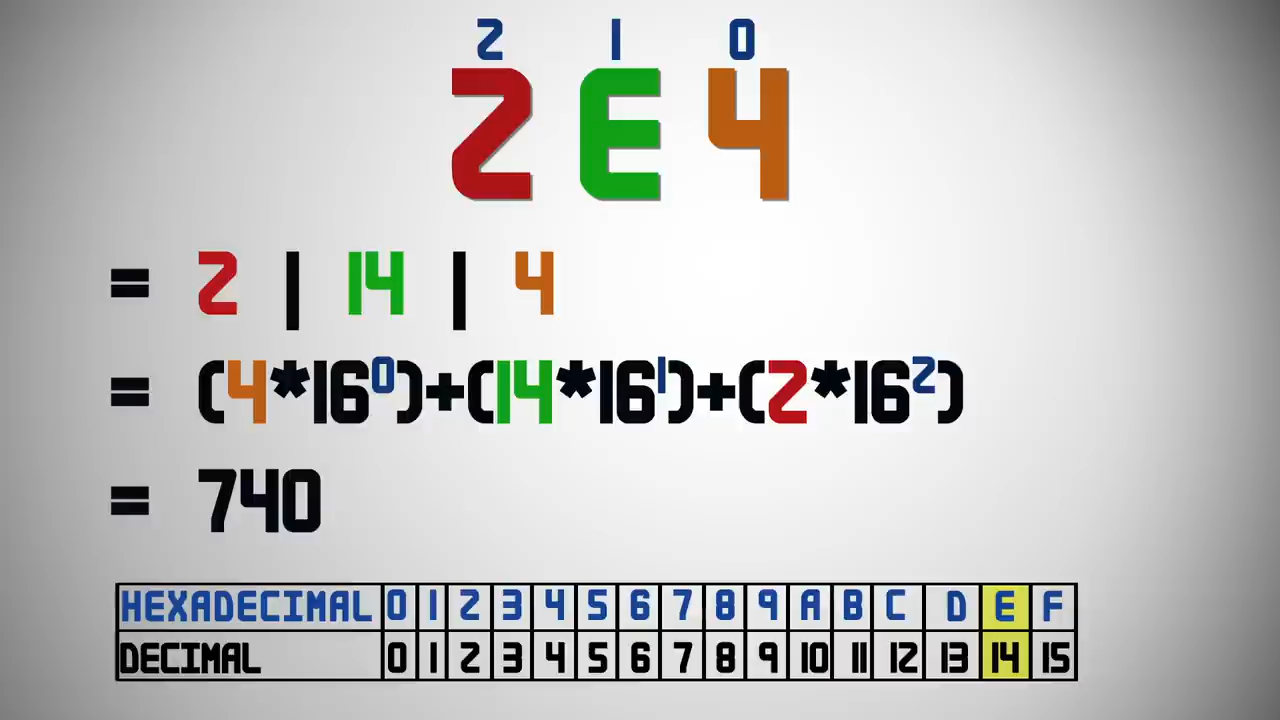 2 1 0
2 E 4
= 2 | 14 | 4
= (4*16⁰)+(14*16¹)+(2*16²)
= 740
HEXADECIMAL 0 1 2 3 4 5 6 7 8 9 A B C D E F
DECIMAL 0 1 2 3 4 5 6 7 8 9 10 11 12 13 14 15